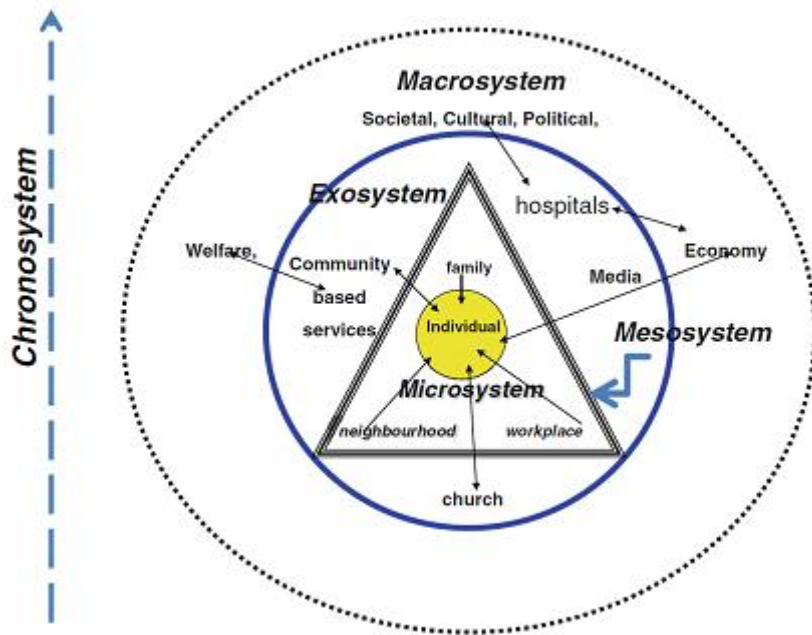 Chronosystem
Macrosystem
Societal, Cultural, Political,
Exosystem
hospitals
Welfare,
Economy
Community
based
services
family
Media
Individual
Mesosystem
Microsystem
neighbourhood
workplace
church